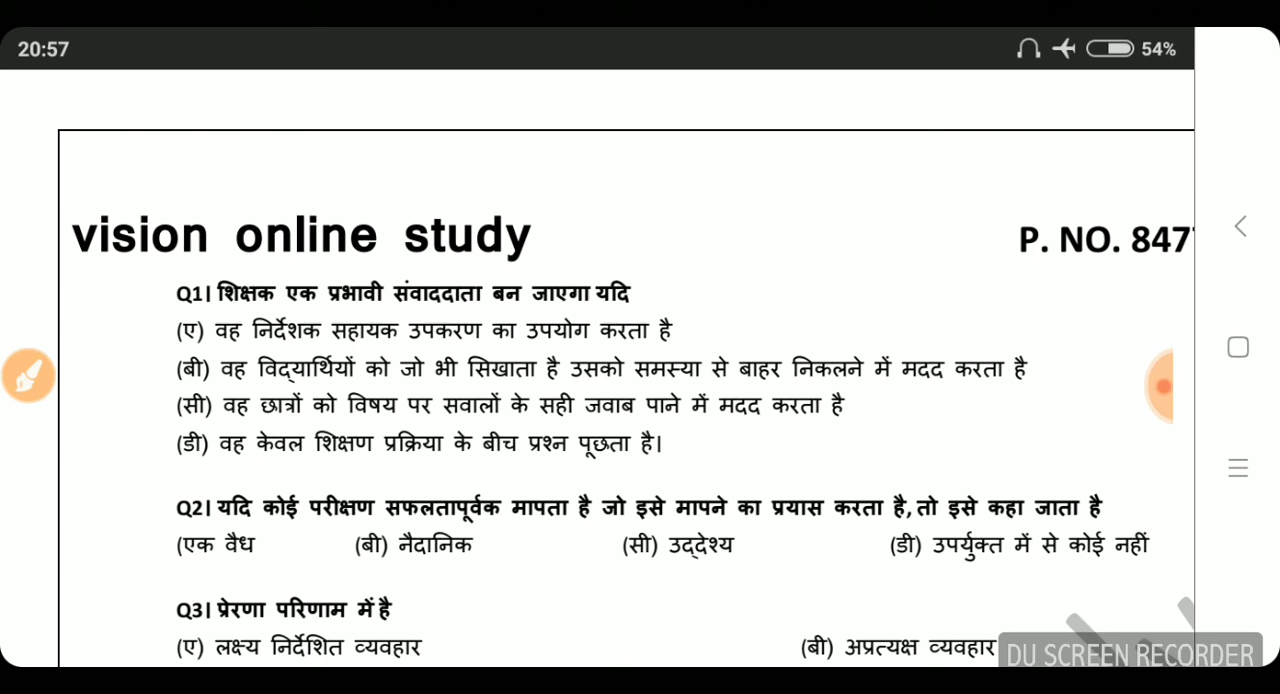 20:57
54%
vision online study
P. NO. 847
Q1। शिक्षक एक प्रभावी संवाददाता बन जाएगा यदि
(ए) वह निर्देशक सहायक उपकरण का उपयोग करता है
(बी) वह विद्यार्थियों को जो भी सिखाता है उसको समस्या से बाहर निकलने में मदद करता है
(सी) वह छात्रों को विषय पर सवालों के सही जवाब पाने में मदद करता है
(डी) वह केवल शिक्षण प्रक्रिया के बीच प्रश्न पूछता है।
Q2। यदि कोई परीक्षण सफलतापूर्वक मापता है जो इसे मापने का प्रयास करता है, तो इसे कहा जाता है
(एक वैध (बी) नैदानिक (सी) उद्देश्य (डी) उपर्युक्त में से कोई नहीं
Q3। प्रेरणा परिणाम में है
(ए) लक्ष्य निर्देशित व्यवहार (बी) अप्रत्यक्ष व्यवहार
DU SCREEN RECORDER